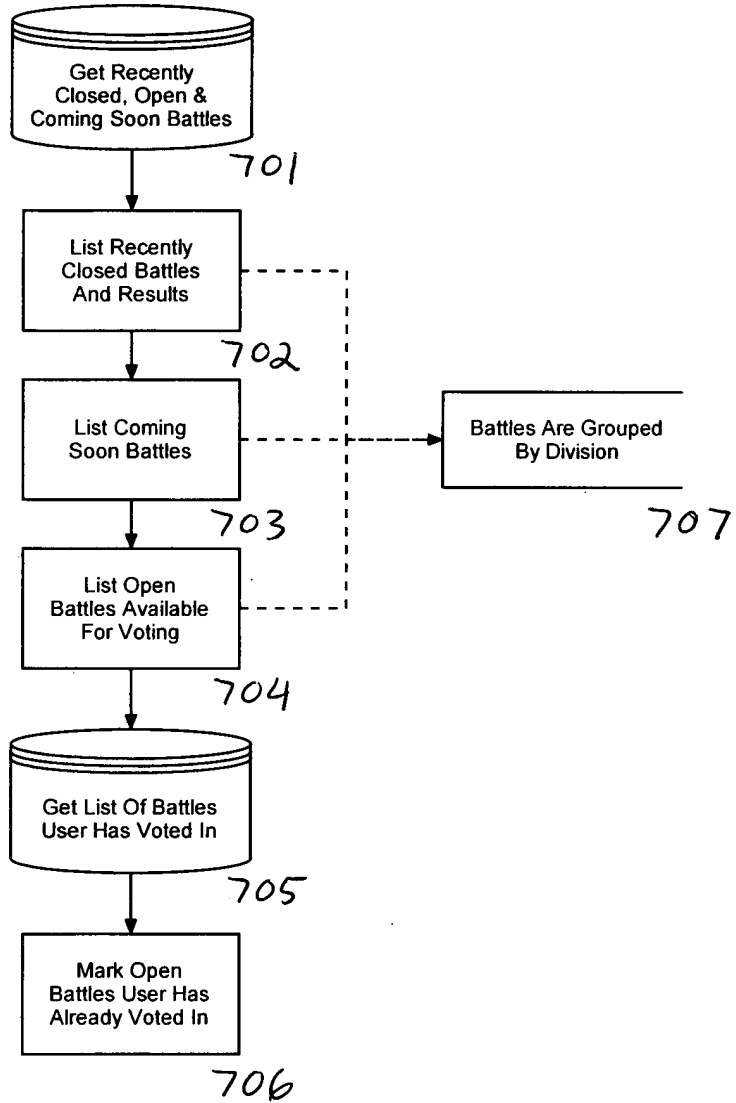 Get Recently
Closed, Open &
Coming Soon Battles
701
List Recently
Closed Battles
And Results
702
List Coming
Soon Battles
703
Battles Are Grouped
By Division
707
List Open
Battles Available
For Voting
704
Get List Of Battles
User Has Voted In
705
Mark Open
Battles User Has
Already Voted In
706